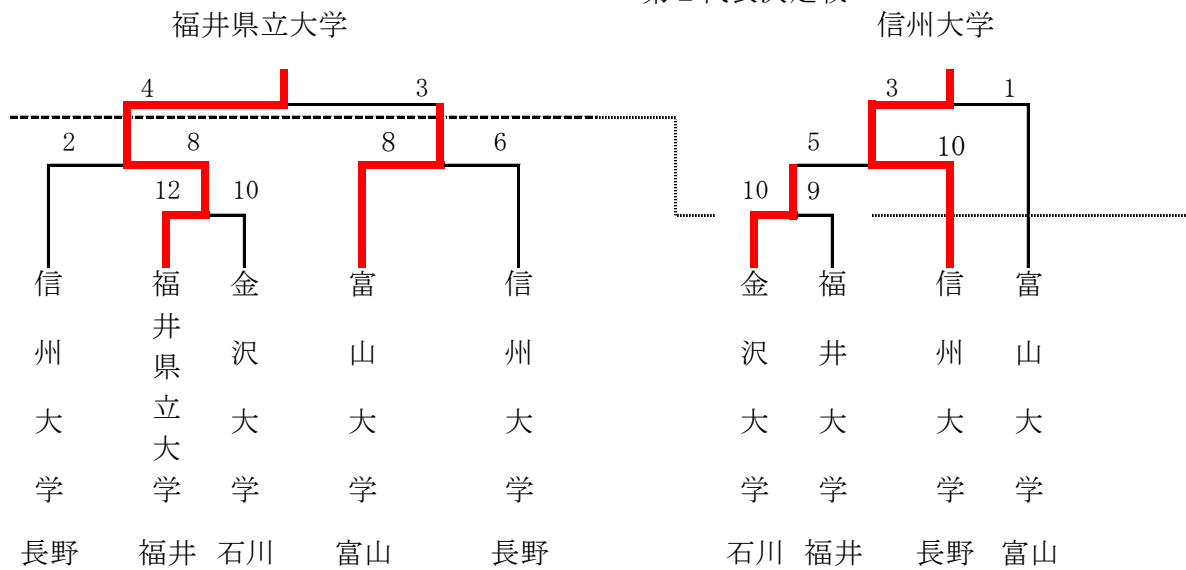 福井県立大学
信州大学
4
3
3
1
2
8
8
6
5
10
12
10
10
9
信州大学
福井県立大学
金沢大学
富山大学
信州大学
金沢大学
福井大学
信州大学
富山大学
長野
福井
石川
富山
長野
石川
福井
長野
富山